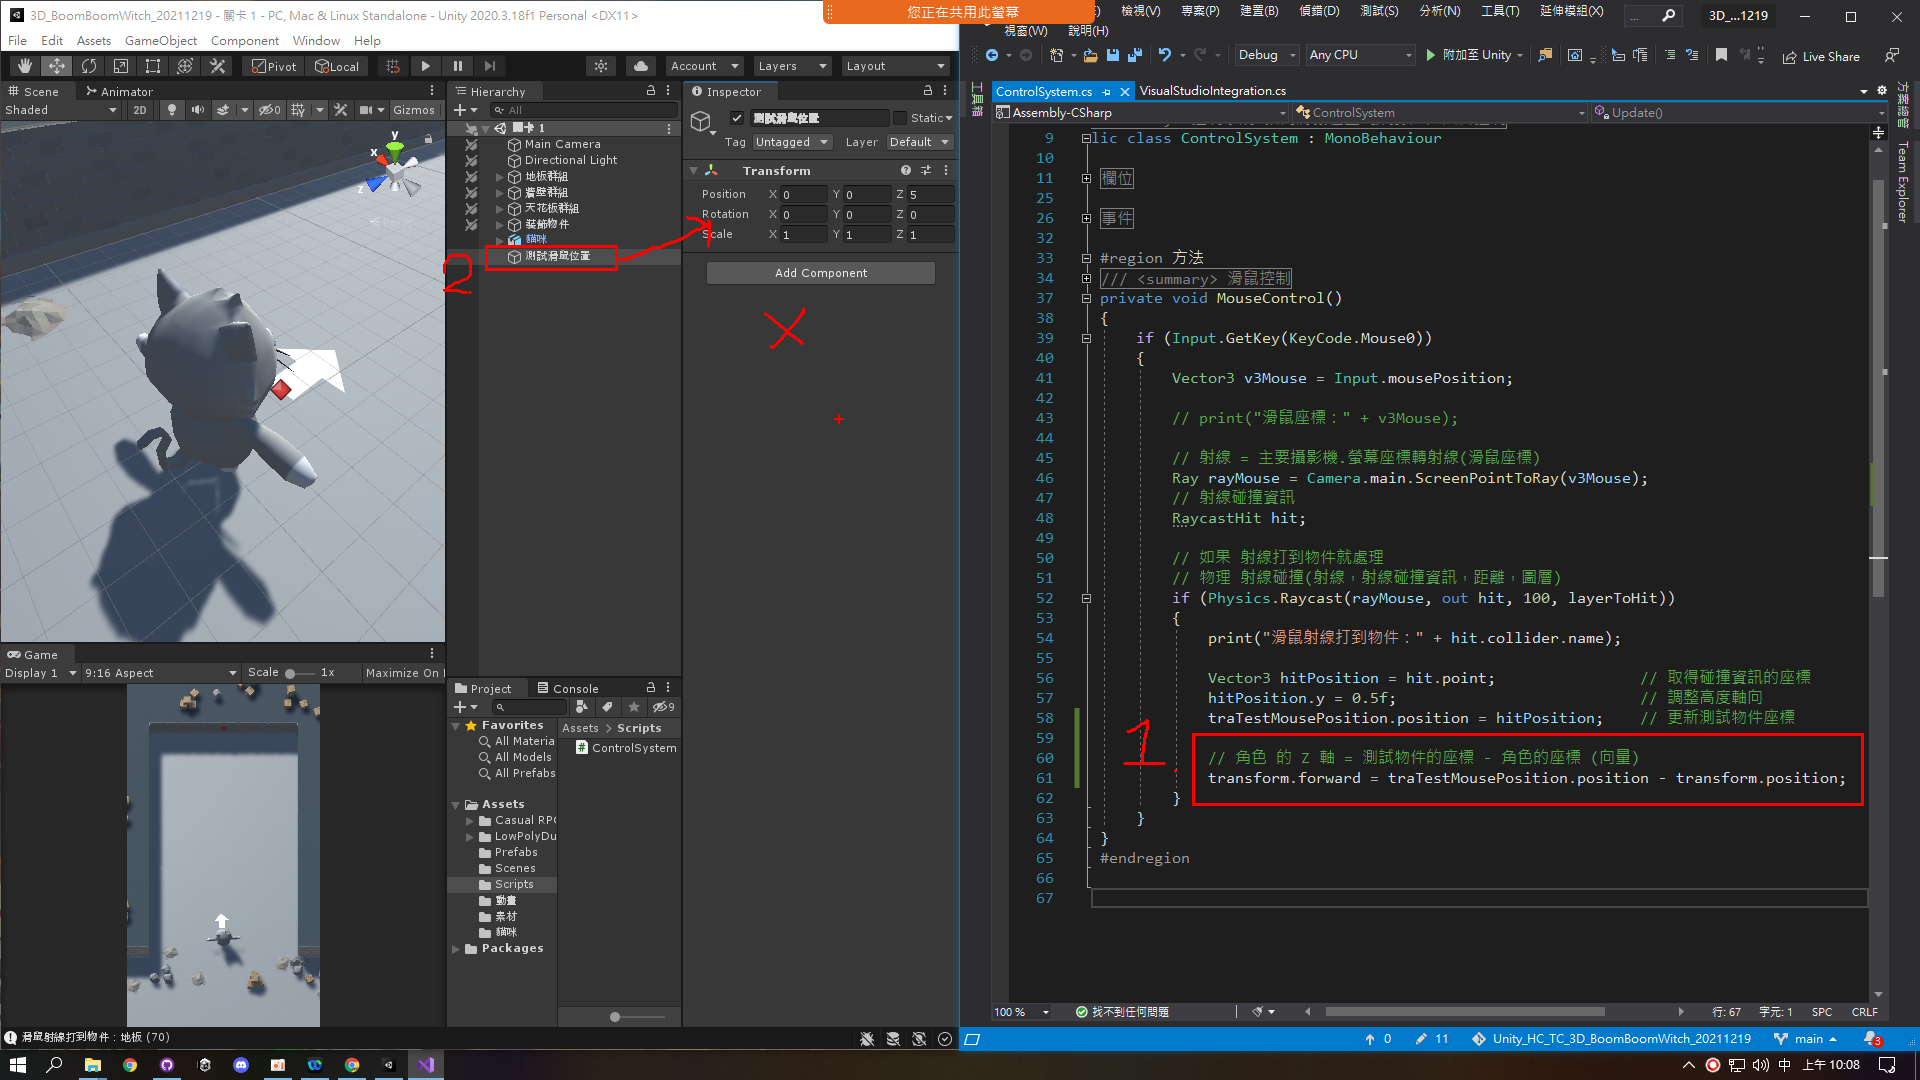 3D_BoomBoomWitch_20211219 - 關卡 1 - PC, Mac & Linux Standalone - Unity 2020.3.18f1 Personal <DX11>
File Edit Assets GameObject Component Window Help
Pivot Local Account Layers Layout
Scene Animator
Shaded 2D 0 Gizmos
y
x
z
Game
Display 1 9:16 Aspect Scale 1x Maximize On
滑鼠射線打到物件：地板 (70)
Hierarchy
All
關卡 1
Main Camera
Directional Light
地板群組
牆壁群組
天花板群組
裝飾物件
貓咪
測試滑鼠位置
2
Project Console
9
Favorites
All Materia
All Models
All Prefabs
Assets
Casual RPG
LowPolyDu
Prefabs
Scenes
Scripts
動畫
素材
貓咪
Packages
Assets > Scripts
ControlSystem
Inspector
測試滑鼠位置 Static
Tag Untagged Layer Default
Transform
Position X 0 Y 0 Z 5
Rotation X 0 Y 0 Z 0
Scale X 1 Y 1 Z 1
Add Component
您正在共用此螢幕
檢視(V) 專案(P) 建置(B) 偵錯(D) 測試(S) 分析(N) 工具(T) 延伸模組(X)
視窗(W) 說明(H)
3D_...1219
Debug Any CPU 附加至 Unity Live Share
工具箱
ControlSystem.cs VisualStudioIntegration.cs
Assembly-CSharp ControlSystem Update()
9 lic class ControlSystem : MonoBehaviour
10
11 欄位
25
26 事件
32
33 #region 方法
34 /// <summary> 滑鼠控制
37 private void MouseControl()
38 {
39 if (Input.GetKey(KeyCode.Mouse0))
40 {
41 Vector3 v3Mouse = Input.mousePosition;
42
43 // print("滑鼠座標：" + v3Mouse);
44
45 // 射線 = 主要攝影機.螢幕座標轉射線(滑鼠座標)
46 Ray rayMouse = Camera.main.ScreenPointToRay(v3Mouse);
47 // 射線碰撞資訊
48 RaycastHit hit;
49
50 // 如果 射線打到物件就處理
51 // 物理 射線碰撞(射線，射線碰撞資訊，距離，圖層)
52 if (Physics.Raycast(rayMouse, out hit, 100, layerToHit))
53 {
54 print("滑鼠射線打到物件：" + hit.collider.name);
55
56 Vector3 hitPosition = hit.point; // 取得碰撞資訊的座標
57 hitPosition.y = 0.5f; // 調整高度軸向
58 traTestMousePosition.position = hitPosition; // 更新測試物件座標
59
60 // 角色 的 Z 軸 = 測試物件的座標 - 角色的座標 (向量)
61 transform.forward = traTestMousePosition.position - transform.position;
62 }
63 }
64 }
65 #endregion
66
67
1.
方案總管
Team Explorer
100 % 找不到任何問題 行: 67 字元: 1 SPC CRLF
0 11 Unity_HC_TC_3D_BoomBoomWitch_20211219 main 3
中 上午 10:08